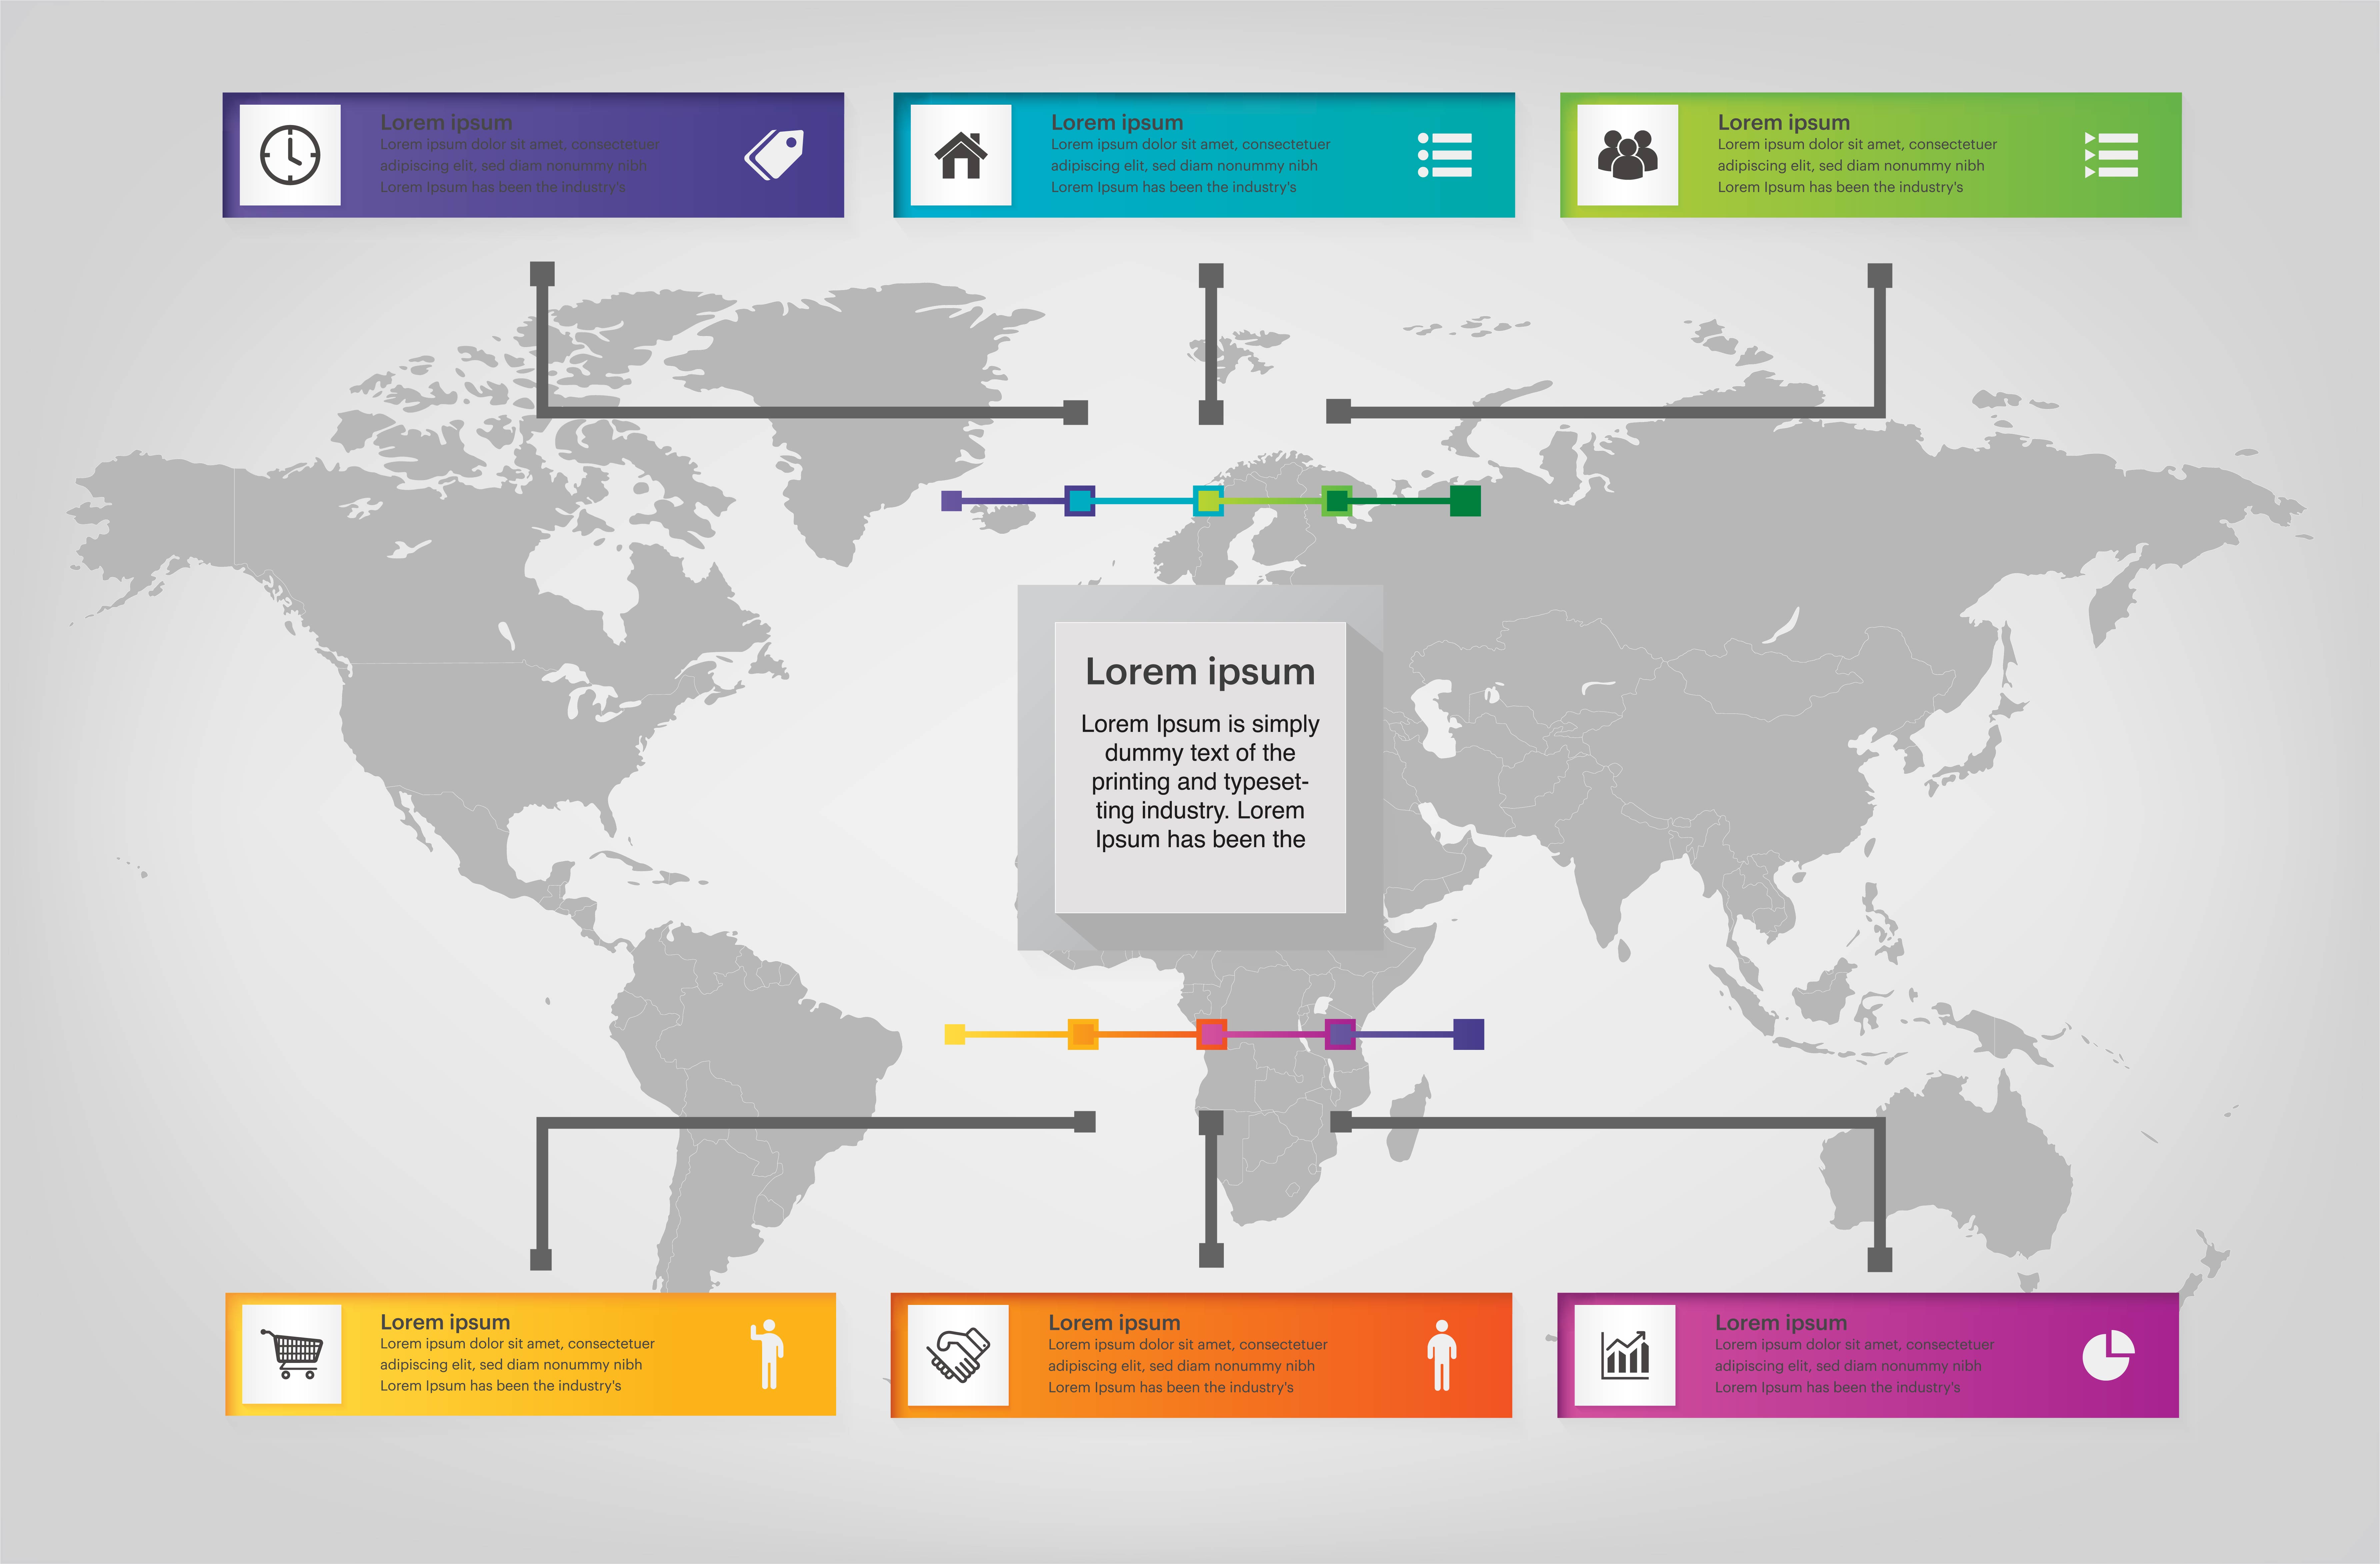 Lorem ipsum
Lorem ipsum dolor sit amet, consectetuer
adipiscing elit, sed diam nonummy nibh
Lorem Ipsum has been the industry's
Lorem ipsum
Lorem ipsum dolor sit amet, consectetuer
adipiscing elit, sed diam nonummy nibh
Lorem Ipsum has been the industry's
Lorem ipsum
Lorem ipsum dolor sit amet, consectetuer
adipiscing elit, sed diam nonummy nibh
Lorem Ipsum has been the industry's
Lorem ipsum
Lorem Ipsum is simply
dummy text of the
printing and typeset-
ting industry. Lorem
Ipsum has been the
Lorem ipsum
Lorem ipsum dolor sit amet, consectetuer
adipiscing elit, sed diam nonummy nibh
Lorem Ipsum has been the industry's
Lorem ipsum
Lorem ipsum dolor sit amet, consectetuer
adipiscing elit, sed diam nonummy nibh
Lorem Ipsum has been the industry's
Lorem ipsum
Lorem ipsum dolor sit amet, consectetuer
adipiscing elit, sed diam nonummy nibh
Lorem Ipsum has been the industry's